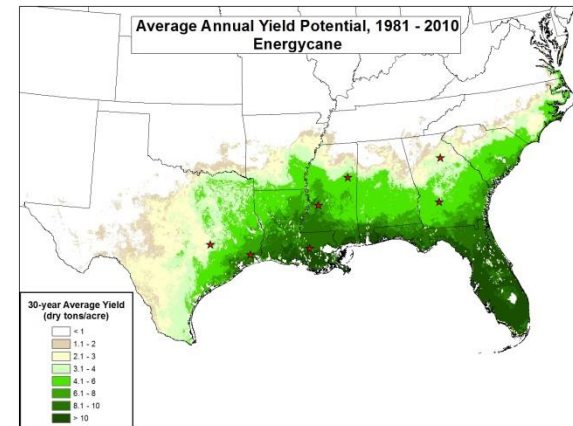 Average Annual Yield Potential, 1981 - 2010
Energycane
30-year Average Yield
(dry tons/acre)
< 1
1.1 - 2
2.1 - 3
3.1 - 4
4.1 - 6
6.1 - 8
8.1 - 10
> 10